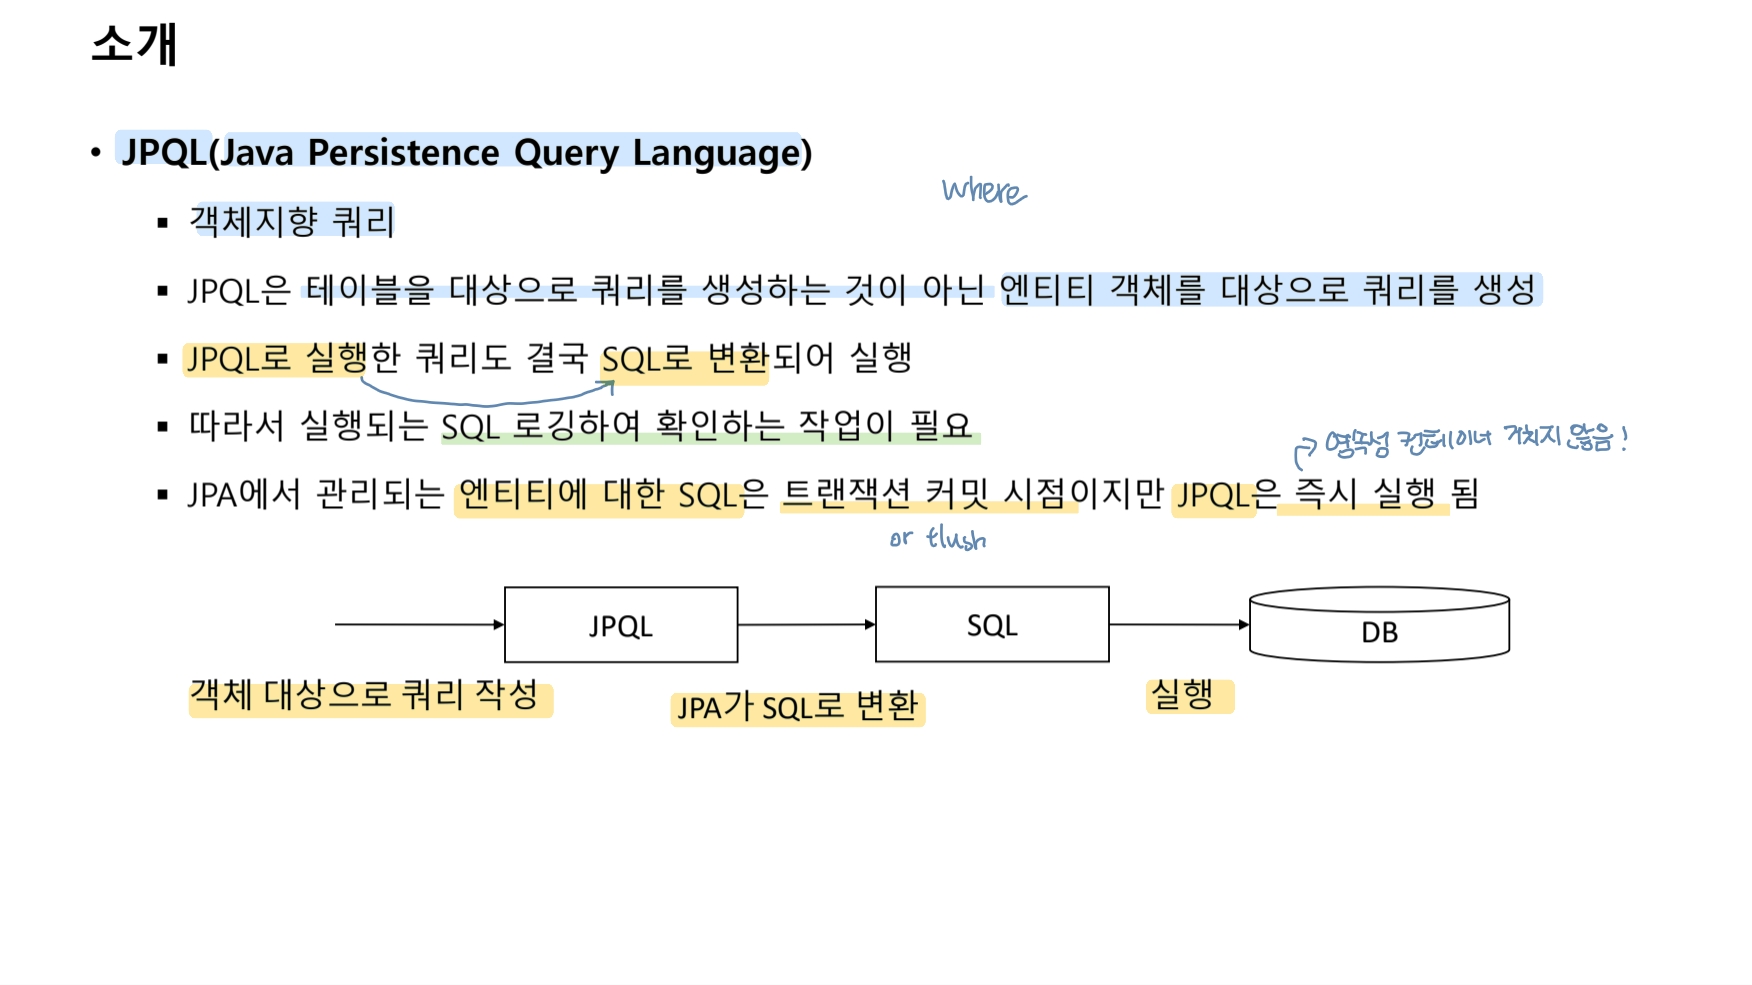 소개
• JPQL(Java Persistence Query Language)
where
▪ 객체지향 쿼리
▪ JPQL은 테이블을 대상으로 쿼리를 생성하는 것이 아닌 엔티티 객체를 대상으로 쿼리를 생성
▪ JPQL로 실행한 쿼리도 결국 SQL로 변환되어 실행
▪ 따라서 실행되는 SQL 로깅하여 확인하는 작업이 필요
영속성 컨테이너 거치지 않음!
▪ JPA에서 관리되는 엔티티에 대한 SQL은 트랜잭션 커밋 시점이지만 JPQL은 즉시 실행 됨
or flush
JPQL
SQL
DB
객체 대상으로 쿼리 작성
JPA가 SQL로 변환
실행